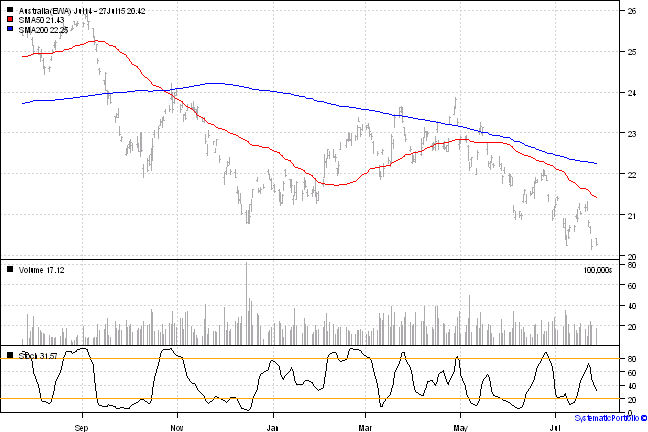 Australia(EWA) Jul14 - 27Jul15 20.42
SMA50 21.43
SMA200 22.25
26
25
24
23
22
21
20
Volume 17.12
100,000s
80
60
40
20
Stoch 31.57
80
60
40
20
0
Sep Nov Jan Mar May Jul
SystematicPortfolio ©